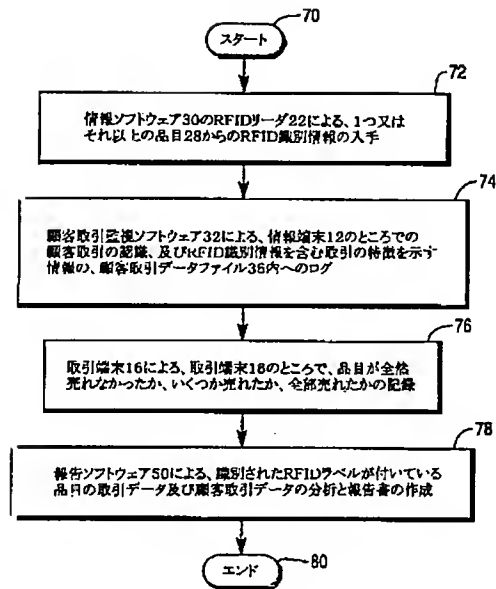 70
スタート
72
情報ソフトウェア30のRFIDリーダ22による、1つ又は
それ以上の品目28からのRFID識別情報の入手
74
顧客取引監視ソフトウェア32による、情報端末12のところでの
顧客取引の認識、及びRFID識別情報を含む取引の特徴を示す
情報の、顧客取引データファイル36内へのログ
76
取引端末16による、取引端末16のところで、品目が全然
売れなかったか、いくつか売れたか、全部売れたかの記録
78
報告ソフトウェア50による、識別されたRFIDラベルが付いている
品目の取引データ及び顧客取引データの分析と報告書の作成
80
エンド